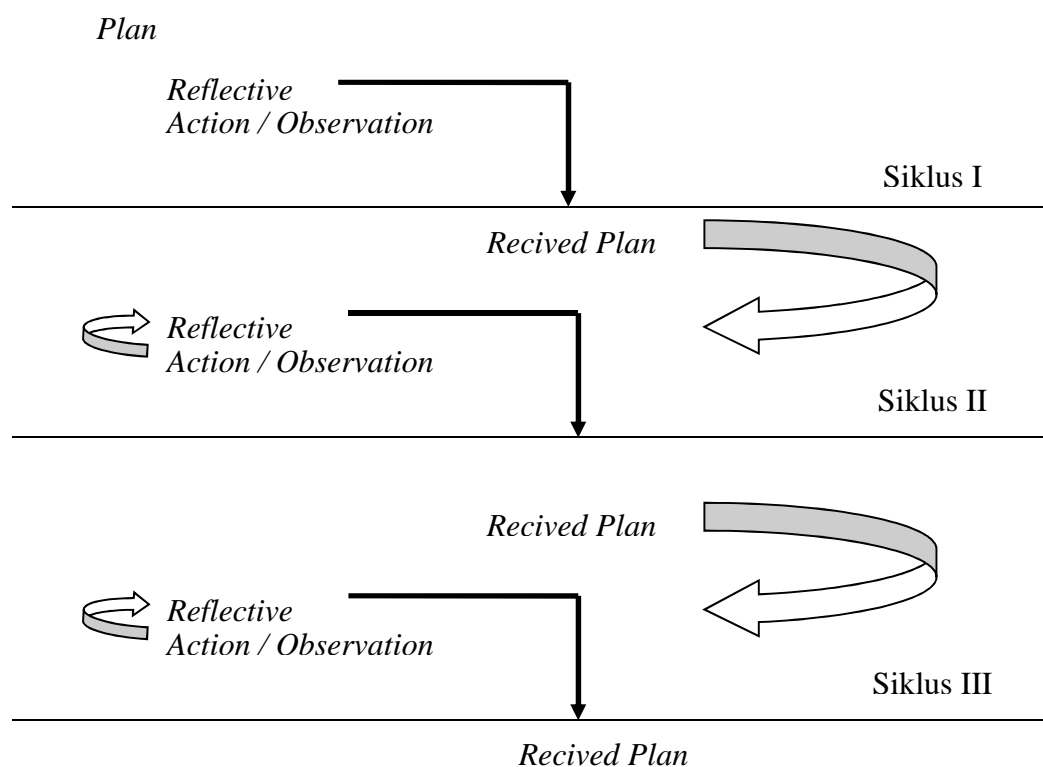 Plan
Reflective
Action / Observation
Siklus I
Recived Plan
Reflective
Action / Observation
Siklus II
Recived Plan
Reflective
Action / Observation
Siklus III
Recived Plan